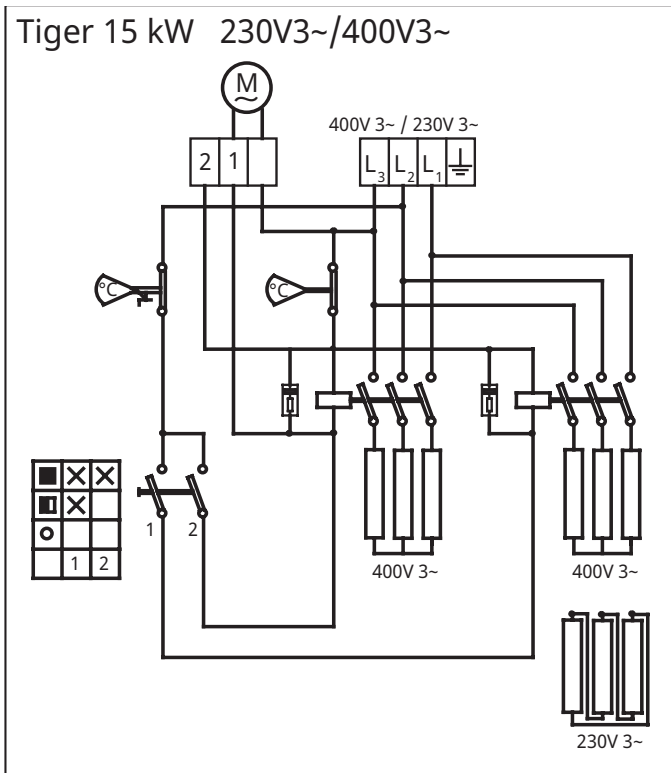 Tiger 15 kW 230V3~/400V3~
M
~
400V 3~ / 230V 3~
2 1 L3 L2 L1
°C °C
1 2
1 2
400V 3~ 400V 3~
230V 3~